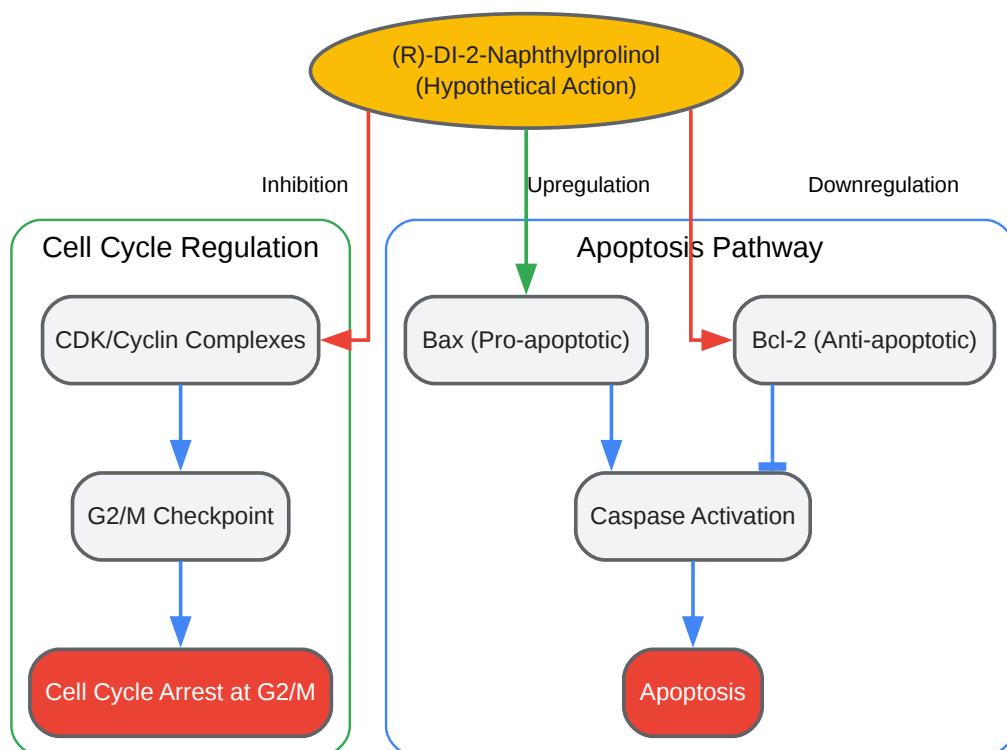 (R)-DI-2-Naphthylprolinol
(Hypothetical Action)
Inhibition
Upregulation
Downregulation
Cell Cycle Regulation
Apoptosis Pathway
CDK/Cyclin Complexes
Bax (Pro-apoptotic)
Bcl-2 (Anti-apoptotic)
G2/M Checkpoint
Caspase Activation
Cell Cycle Arrest at G2/M
Apoptosis